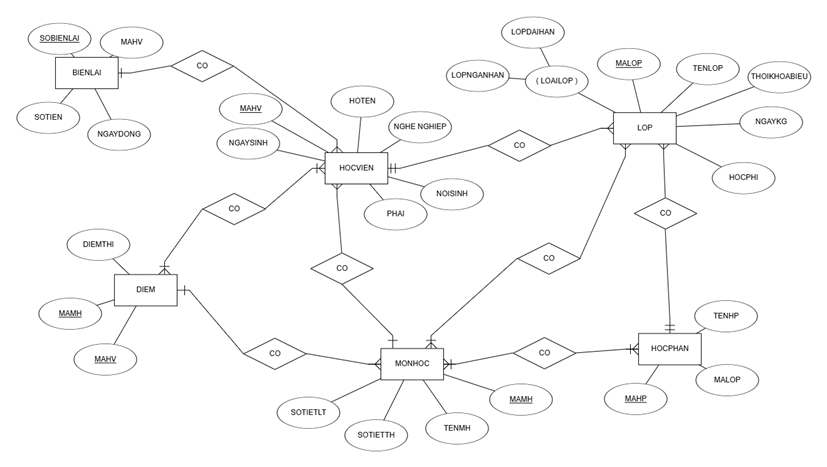 LOPDAIHAN
SOBIENLAI
MAHV
BIENLAI
CO
LOPNGANHAN
( LOAILOP )
MALOP
TENLOP
THOIKHOABIEU
SOTIEN
NGAYDONG
MAHV
HOTEN
NGHE NGHIEP
LOP
NGAYKG
NGAYSINH
CO
HOCVIEN
HOCPHI
NOISINH
PHAI
CO
CO
DIEMTHI
CO
CO
DIEM
MAMH
TENHP
MAHV
CO
MONHOC
CO
HOCPHAN
MALOP
MAHP
MAMH
SOTIETLT
SOTIETTH
TENMH